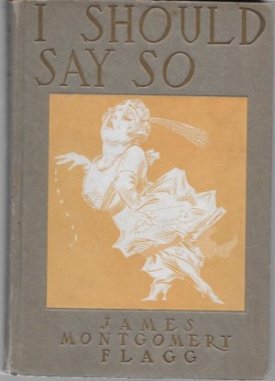 I SHOULD
SAY SO
JAMES
MONTGOMERY
FLAGG